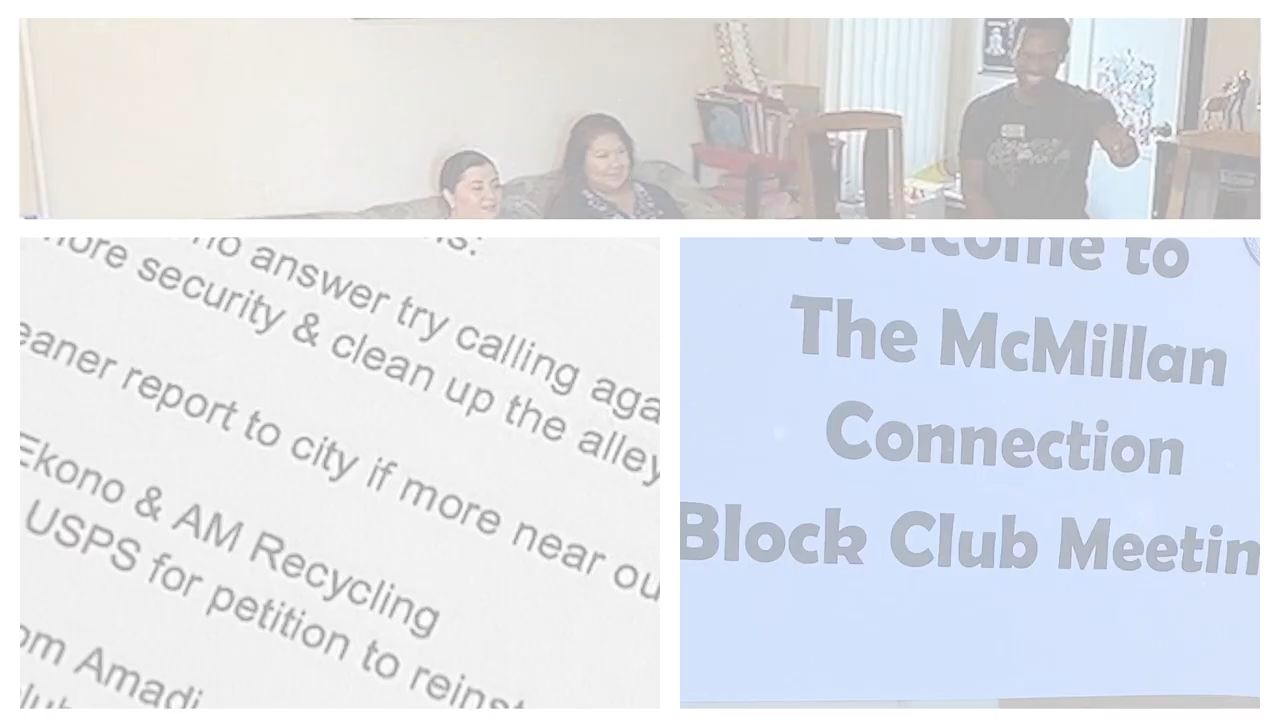 no answer try calling aga
more security & clean up the alley
eaner report to city if more near ou
Ekono & AM Recycling
USPS for petition to reinst
om Amadi
Welcome to
The McMillan
Connection
Block Club Meetin